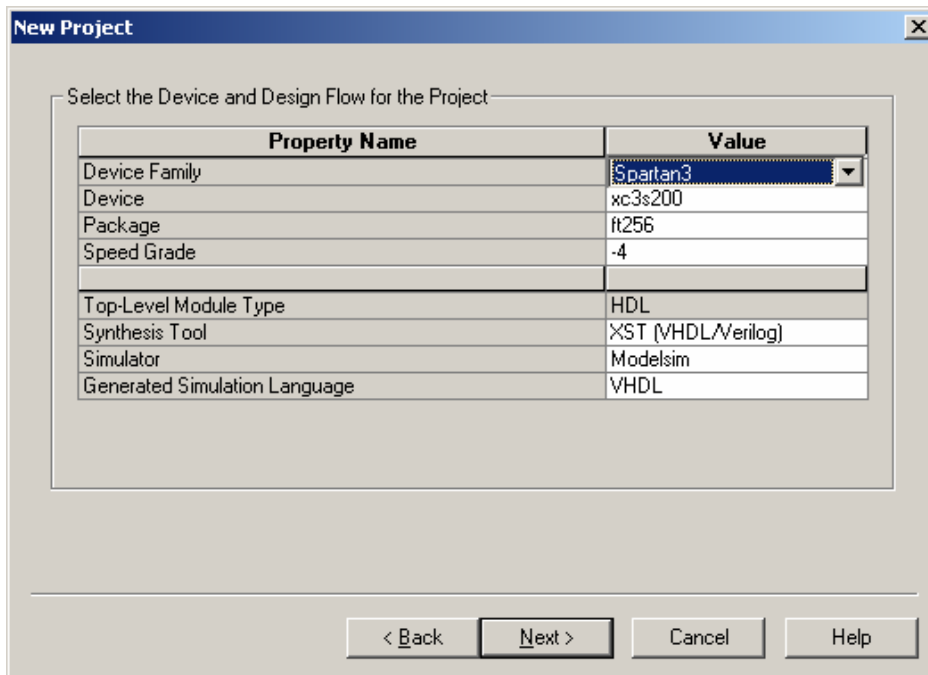 New Project
Select the Device and Design Flow for the Project
Property Name Value
Device Family Spartan3
Device xc3s200
Package ft256
Speed Grade -4
Top-Level Module Type HDL
Synthesis Tool XST (VHDL/Verilog)
Simulator Modelsim
Generated Simulation Language VHDL
< Back Next > Cancel Help